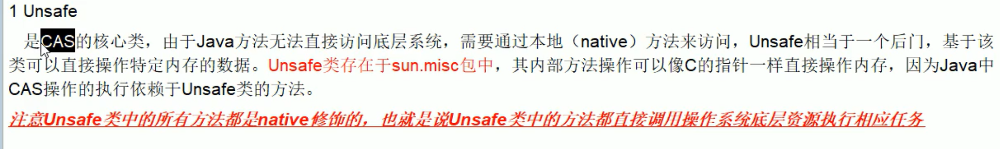 1 Unsafe
是CAS的核心类，由于Java方法无法直接访问底层系统，需要通过本地（native）方法来访问，Unsafe相当于一个后门，基于该
类可以直接操作特定内存的数据。Unsafe类存在于sun.misc包中，其内部方法操作可以像C的指针一样直接操作内存，因为Java中
CAS操作的执行依赖于Unsafe类的方法。
注意Unsafe类中的所有方法都是native修饰的，也就是说Unsafe类中的方法都直接调用操作系统底层资源执行相应任务